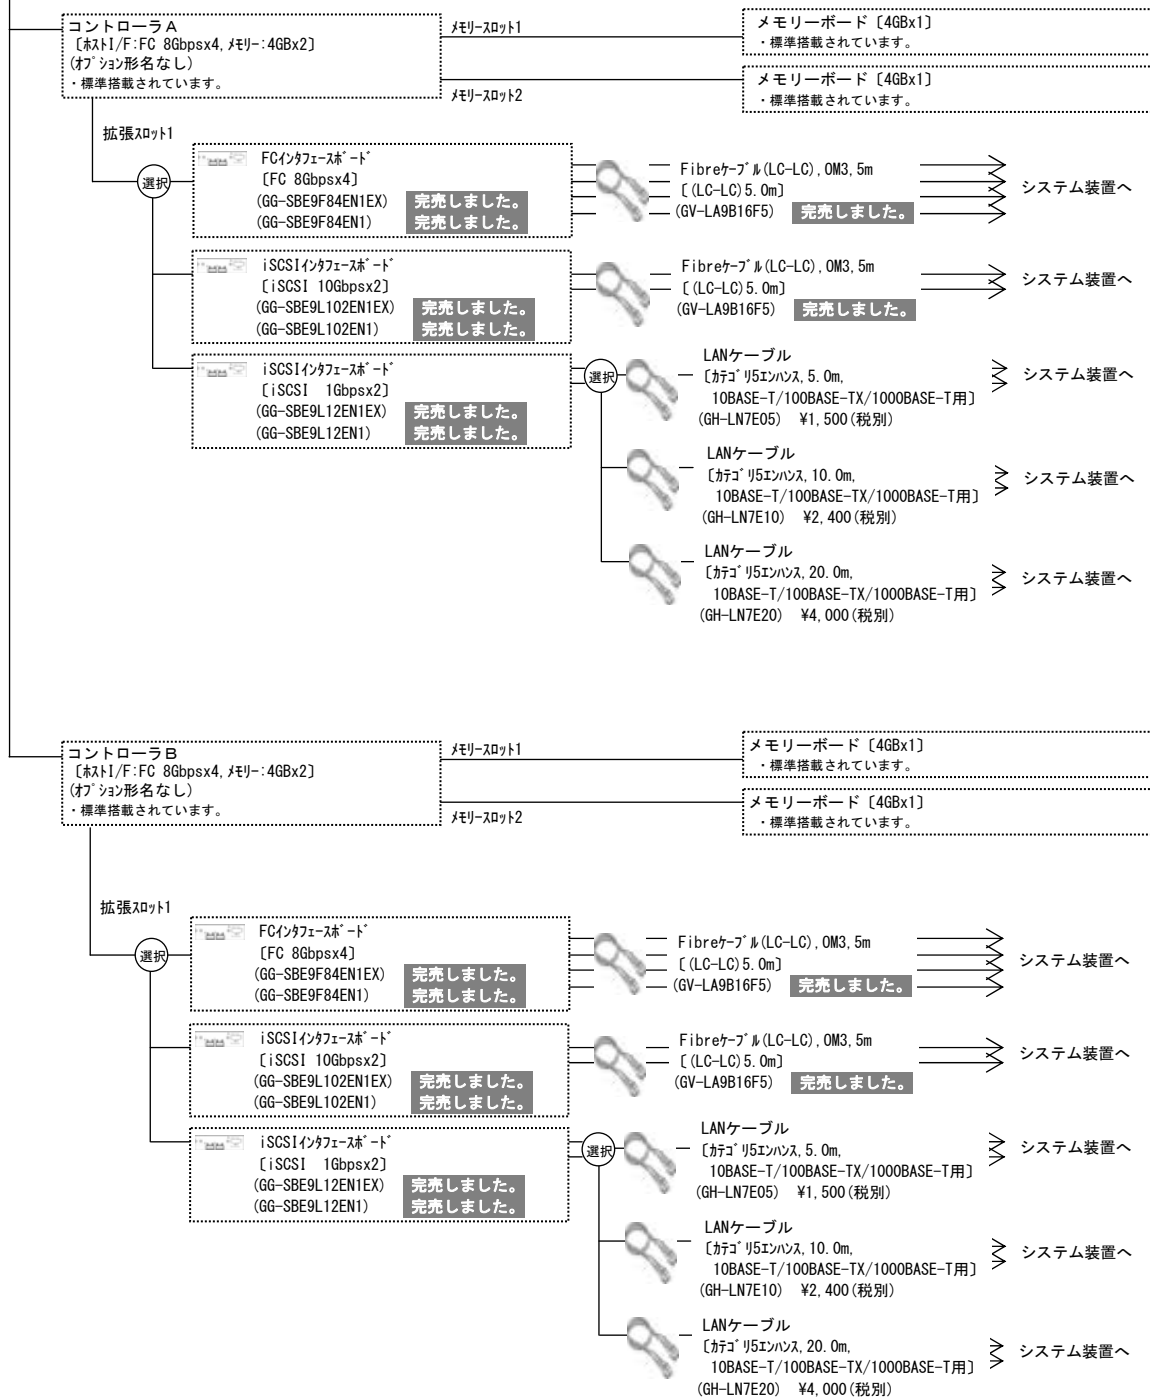 コントローラA
〔ﾎｽﾄI/F:FC 8Gbpsx4,ﾒﾓﾘｰ:4GBx2〕
(ｵﾌﾟｼｮﾝ形名なし)
・標準搭載されています。
ﾒﾓﾘｰｽﾛｯﾄ1
メモリーボード〔4GBx1〕
・標準搭載されています。
ﾒﾓﾘｰｽﾛｯﾄ2
メモリーボード〔4GBx1〕
・標準搭載されています。
拡張ｽﾛｯﾄ1
選択
FCｲﾝﾀﾌｪｰｽﾎﾞｰﾄﾞ
〔FC 8Gbpsx4〕
(GG-SBE9F84EN1EX) 完売しました。
(GG-SBE9F84EN1) 完売しました。
Fibreｹｰﾌﾞﾙ(LC-LC),OM3,5m
〔(LC-LC)5.0m〕
(GV-LA9B16F5) 完売しました。
システム装置へ
iSCSIｲﾝﾀﾌｪｰｽﾎﾞｰﾄﾞ
〔iSCSI 10Gbpsx2〕
(GG-SBE9L102EN1EX) 完売しました。
(GG-SBE9L102EN1) 完売しました。
Fibreｹｰﾌﾞﾙ(LC-LC),OM3,5m
〔(LC-LC)5.0m〕
(GV-LA9B16F5) 完売しました。
システム装置へ
iSCSIｲﾝﾀﾌｪｰｽﾎﾞｰﾄﾞ
〔iSCSI 1Gbpsx2〕
(GG-SBE9L12EN1EX) 完売しました。
(GG-SBE9L12EN1) 完売しました。
選択
LANケーブル
〔ｶﾃｺﾞﾘ5ｴﾝﾊﾝｽ,5.0m,
10BASE-T/100BASE-TX/1000BASE-T用〕
(GH-LN7E05) ¥1,500(税別)
システム装置へ
LANケーブル
〔ｶﾃｺﾞﾘ5ｴﾝﾊﾝｽ,10.0m,
10BASE-T/100BASE-TX/1000BASE-T用〕
(GH-LN7E10) ¥2,400(税別)
システム装置へ
LANケーブル
〔ｶﾃｺﾞﾘ5ｴﾝﾊﾝｽ,20.0m,
10BASE-T/100BASE-TX/1000BASE-T用〕
(GH-LN7E20) ¥4,000(税別)
システム装置へ
コントローラB
〔ﾎｽﾄI/F:FC 8Gbpsx4,ﾒﾓﾘｰ:4GBx2〕
(ｵﾌﾟｼｮﾝ形名なし)
・標準搭載されています。
ﾒﾓﾘｰｽﾛｯﾄ1
メモリーボード〔4GBx1〕
・標準搭載されています。
ﾒﾓﾘｰｽﾛｯﾄ2
メモリーボード〔4GBx1〕
・標準搭載されています。
拡張ｽﾛｯﾄ1
選択
FCｲﾝﾀﾌｪｰｽﾎﾞｰﾄﾞ
〔FC 8Gbpsx4〕
(GG-SBE9F84EN1EX) 完売しました。
(GG-SBE9F84EN1) 完売しました。
Fibreｹｰﾌﾞﾙ(LC-LC),OM3,5m
〔(LC-LC)5.0m〕
(GV-LA9B16F5) 完売しました。
システム装置へ
iSCSIｲﾝﾀﾌｪｰｽﾎﾞｰﾄﾞ
〔iSCSI 10Gbpsx2〕
(GG-SBE9L102EN1EX) 完売しました。
(GG-SBE9L102EN1) 完売しました。
Fibreｹｰﾌﾞﾙ(LC-LC),OM3,5m
〔(LC-LC)5.0m〕
(GV-LA9B16F5) 完売しました。
システム装置へ
iSCSIｲﾝﾀﾌｪｰｽﾎﾞｰﾄﾞ
〔iSCSI 1Gbpsx2〕
(GG-SBE9L12EN1EX) 完売しました。
(GG-SBE9L12EN1) 完売しました。
選択
LANケーブル
〔ｶﾃｺﾞﾘ5ｴﾝﾊﾝｽ,5.0m,
10BASE-T/100BASE-TX/1000BASE-T用〕
(GH-LN7E05) ¥1,500(税別)
システム装置へ
LANケーブル
〔ｶﾃｺﾞﾘ5ｴﾝﾊﾝｽ,10.0m,
10BASE-T/100BASE-TX/1000BASE-T用〕
(GH-LN7E10) ¥2,400(税別)
システム装置へ
LANケーブル
〔ｶﾃｺﾞﾘ5ｴﾝﾊﾝｽ,20.0m,
10BASE-T/100BASE-TX/1000BASE-T用〕
(GH-LN7E20) ¥4,000(税別)
システム装置へ